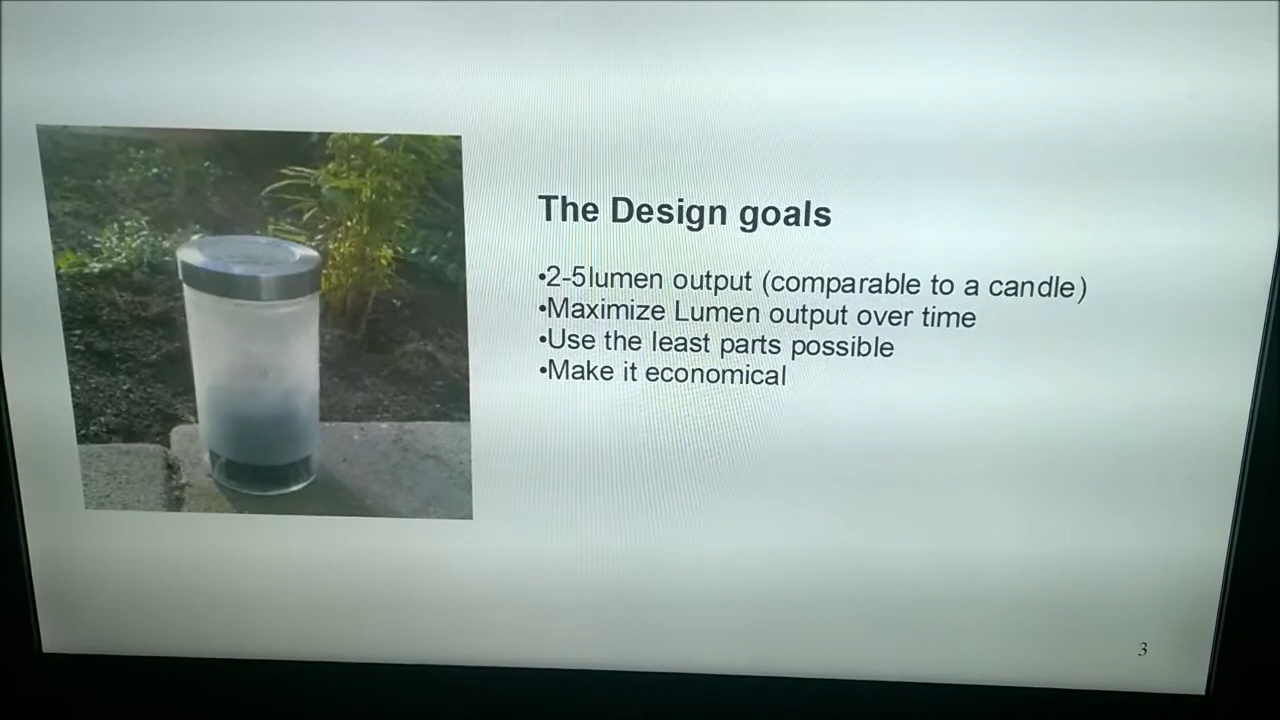 The Design goals
•2-5lumen output (comparable to a candle)
•Maximize Lumen output over time
•Use the least parts possible
•Make it economical
3